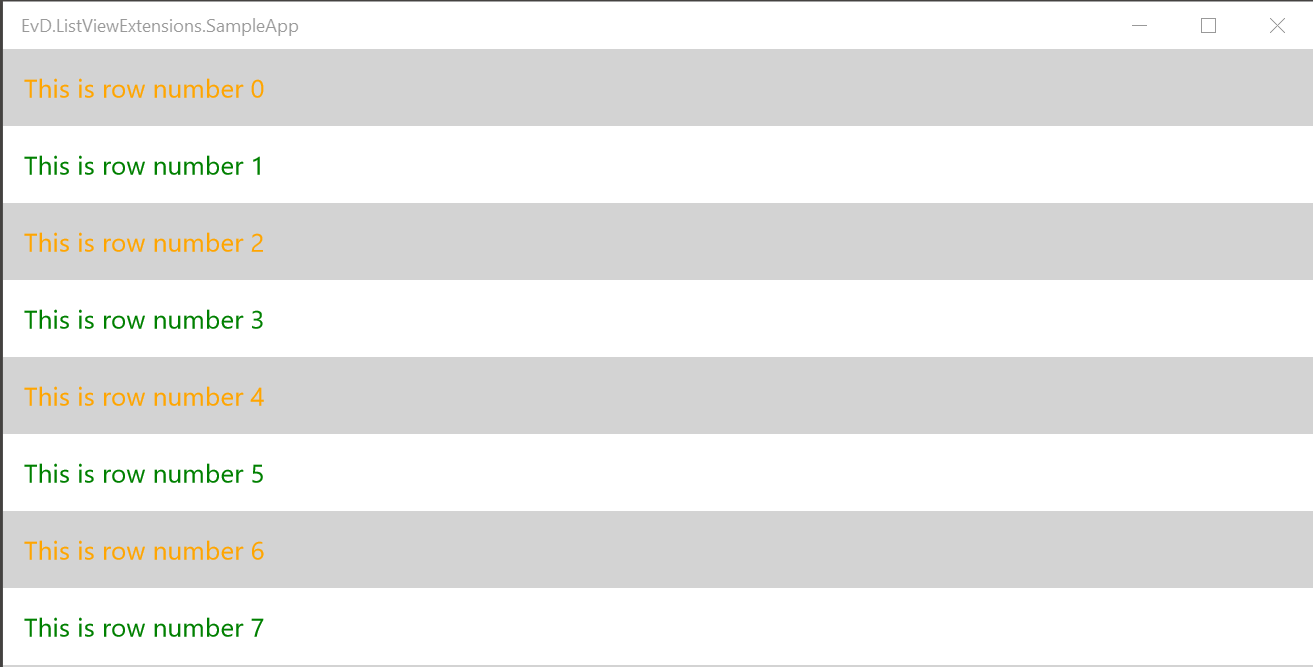 EvD.ListViewExtensions.SampleApp
This is row number 0
This is row number 1
This is row number 2
This is row number 3
This is row number 4
This is row number 5
This is row number 6
This is row number 7